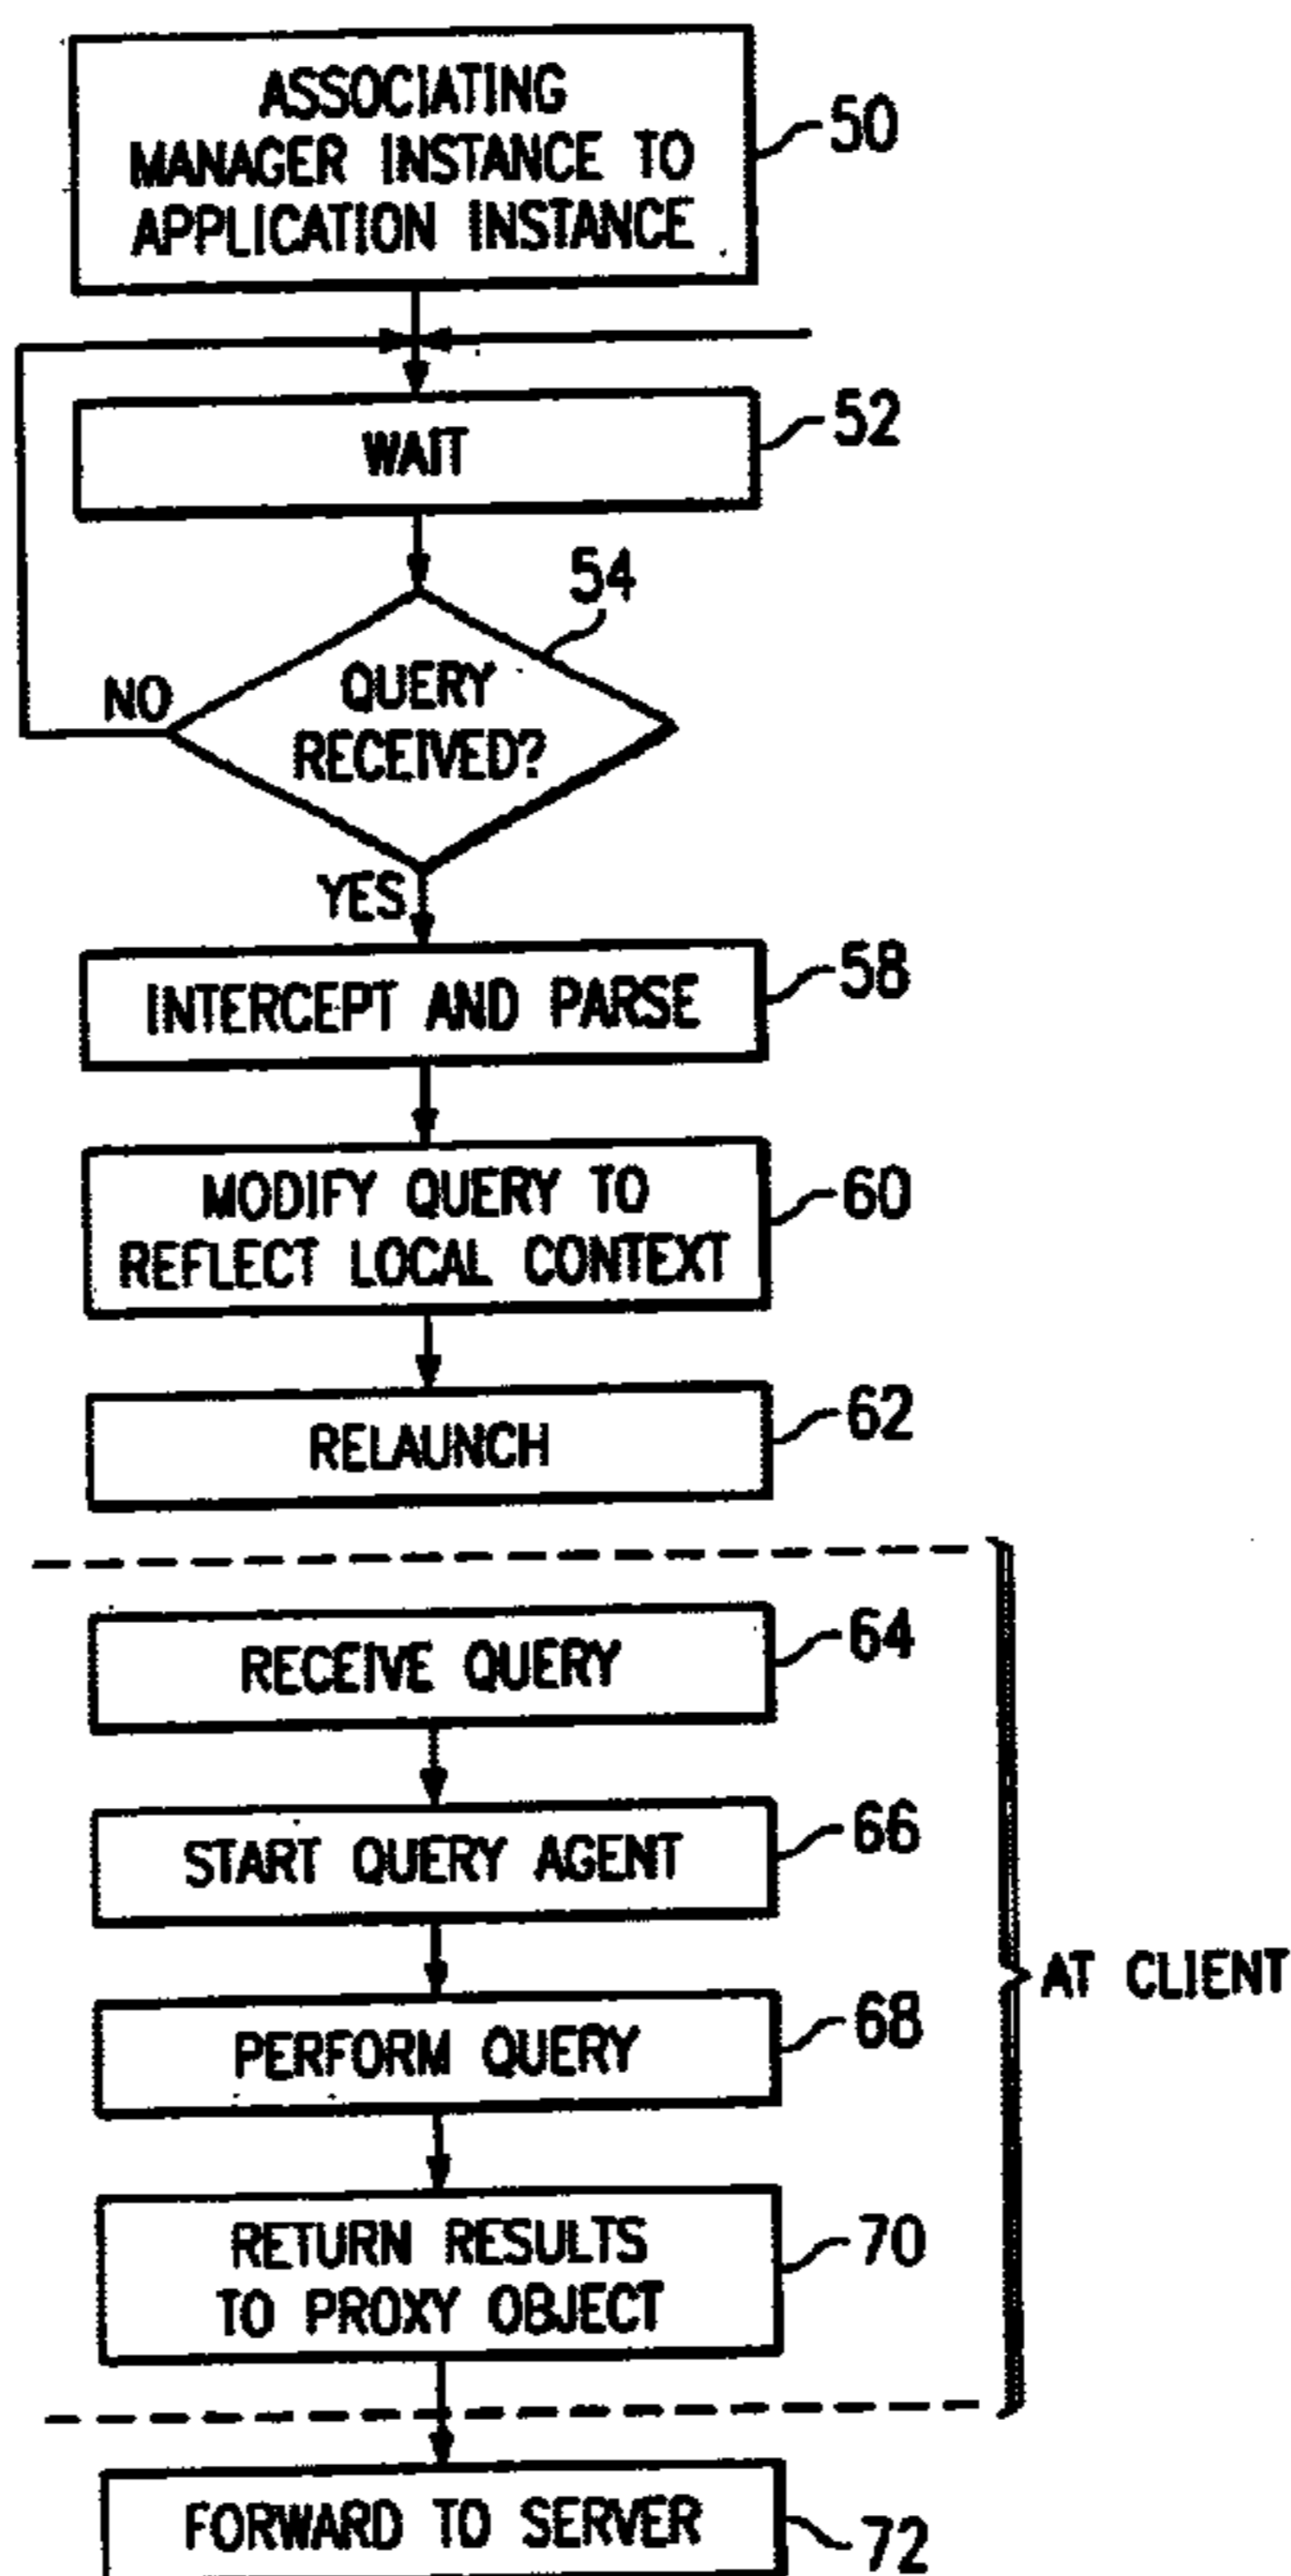 ASSOCIATING
MANAGER INSTANCE TO
APPLICATION INSTANCE
50
WAIT
52
54
QUERY
RECEIVED?
NO
YES
INTERCEPT AND PARSE
58
MODIFY QUERY TO
REFLECT LOCAL CONTEXT
60
RELAUNCH
62
RECEIVE QUERY
64
START QUERY AGENT
66
AT CLIENT
PERFORM QUERY
68
RETURN RESULTS
TO PROXY OBJECT
70
FORWARD TO SERVER
72